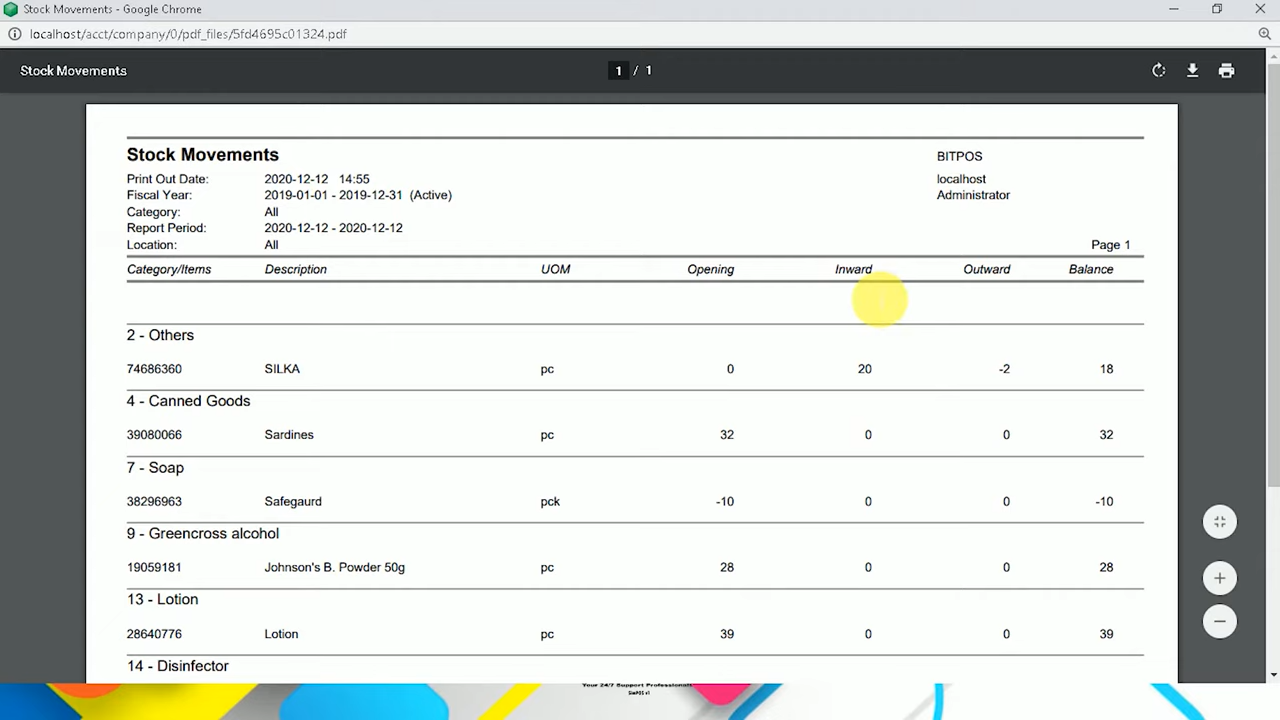 Stock Movements - Google Chrome
localhost/acct/company/0/pdf_files/5fd4695c01324.pdf
Stock Movements 1 / 1
Stock Movements BITPOS
Print Out Date: 2020-12-12 14:55 localhost
Fiscal Year: 2019-01-01 - 2019-12-31 (Active) Administrator
Category: All
Report Period: 2020-12-12 - 2020-12-12
Location: All Page 1
Category/Items Description UOM Opening Inward Outward Balance
2 - Others
74686360 SILKA pc 0 20 -2 18
4 - Canned Goods
39080066 Sardines pc 32 0 0 32
7 - Soap
38296963 Safegaurd pck -10 0 0 -10
9 - Greencross alcohol
19059181 Johnson's B. Powder 50g pc 28 0 0 28
13 - Lotion
28640776 Lotion pc 39 0 0 39
14 - Disinfector
Your 24/7 Support Professionals